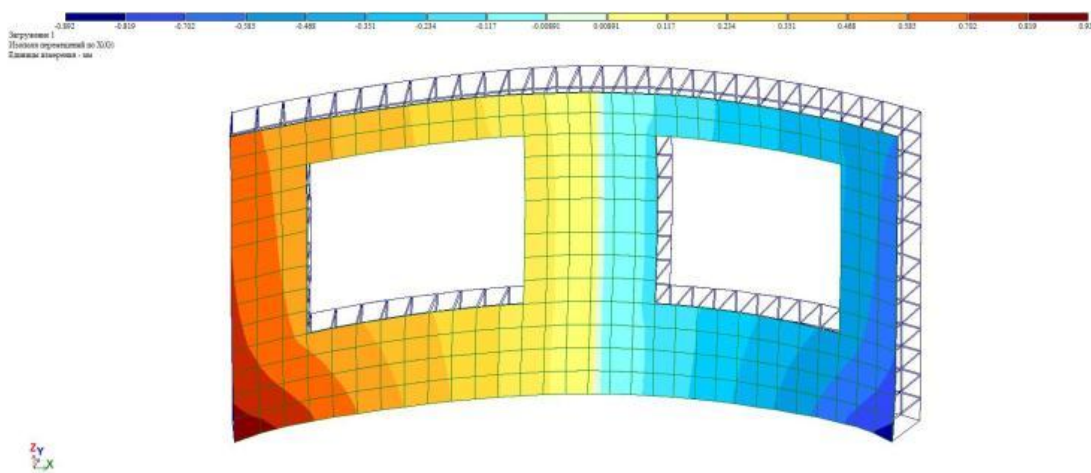 -0.892 -0.819 -0.702 -0.585 -0.468 -0.351 -0.234 -0.117 -0.00891 0.00891 0.117 0.234 0.351 0.468 0.585 0.702 0.819
Загружение 1
Изополя перемещений по X(G)
Единицы измерения - мм
Z Y
X